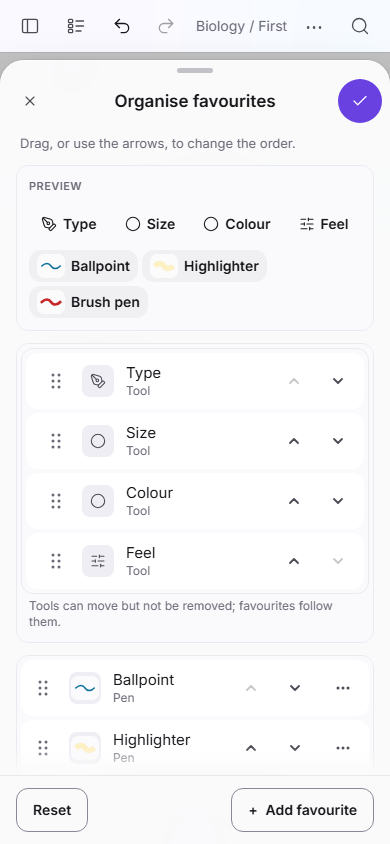 Biology / First
Organise favourites
Drag, or use the arrows, to change the order.
PREVIEW
Type Size Colour Feel
Ballpoint Highlighter
Brush pen
Type
Tool
Size
Tool
Colour
Tool
Feel
Tool
Tools can move but not be removed; favourites follow
them.
Ballpoint
Pen
Highlighter
Pen
Reset + Add favourite